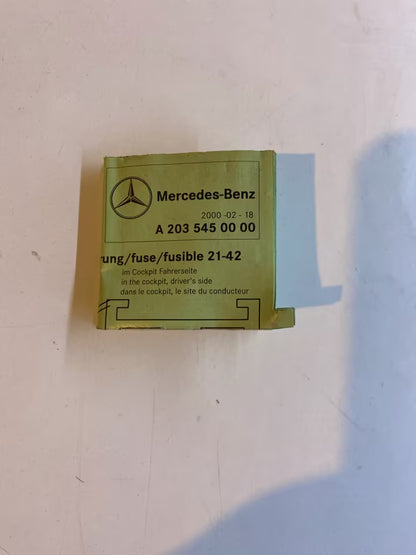 Mercedes-Benz
2000 -02 - 18
A 203 545 00 00
rung/fuse/fusible 21-42
im Cockpit Fahrerseite
in the cockpit, driver's side
dans le cockpit, le site du conducteur